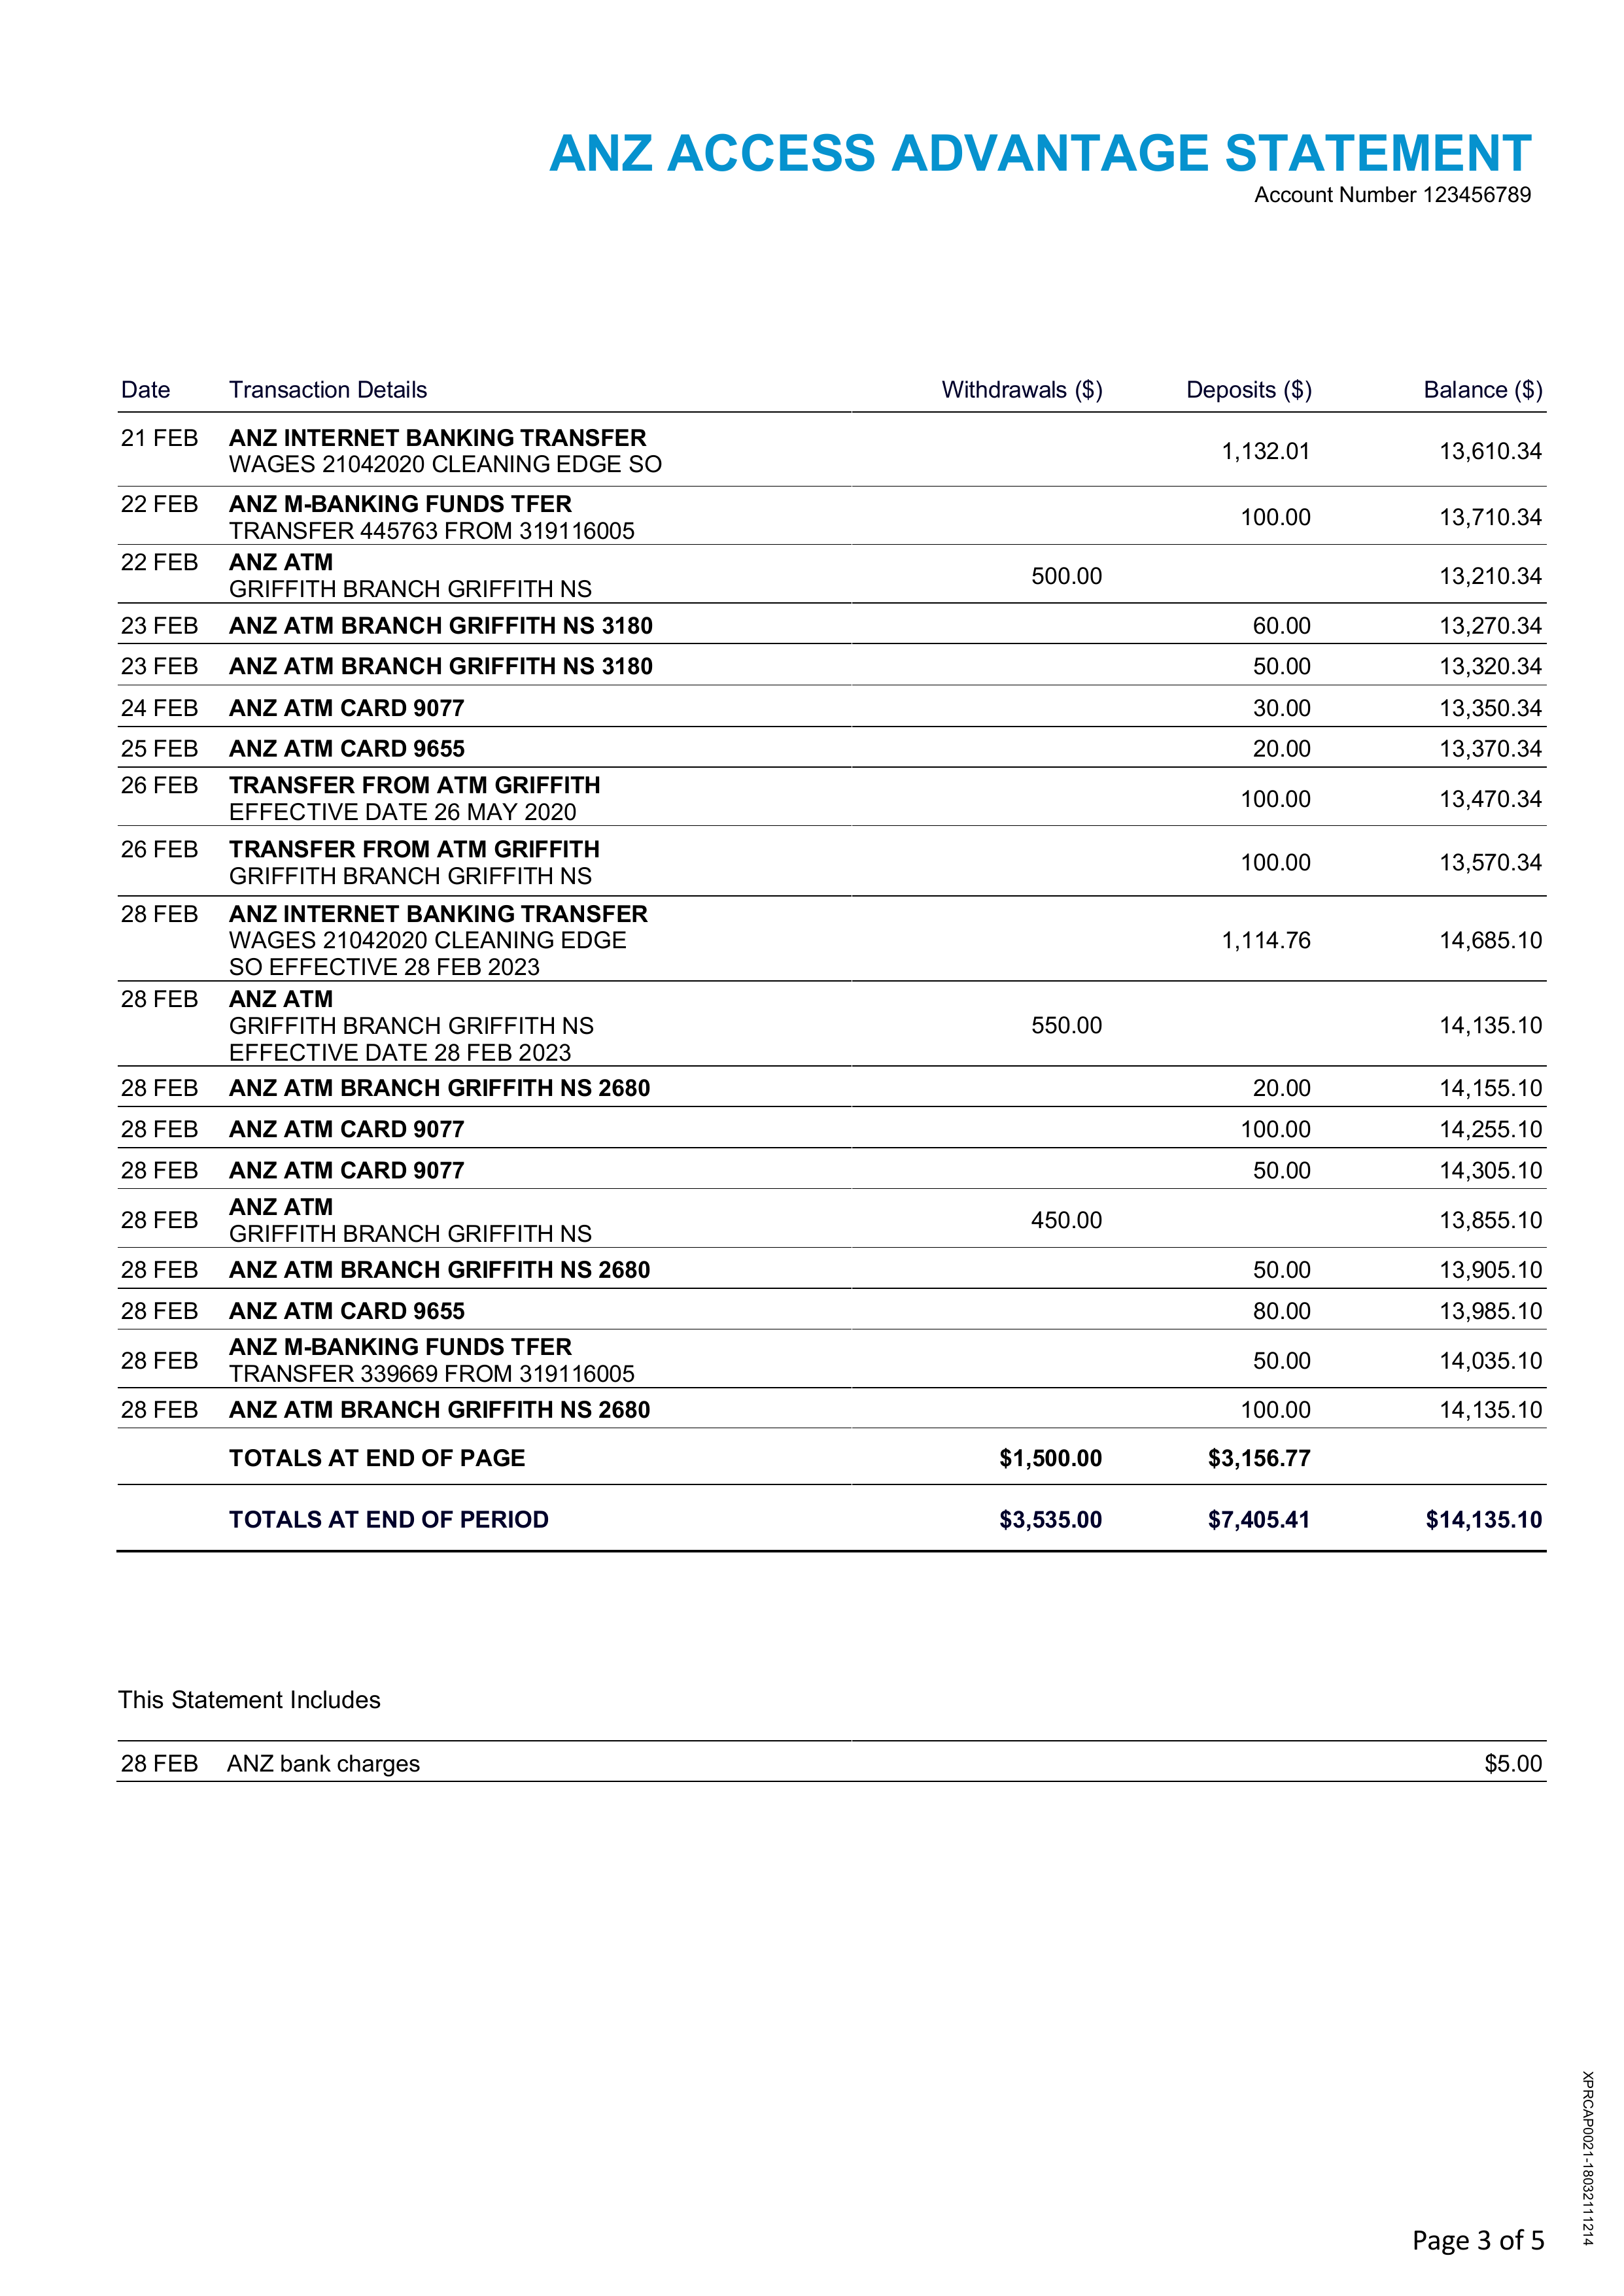 ANZ ACCESS ADVANTAGE STATEMENT
Account Number 123456789
Date Transaction Details Withdrawals ($) Deposits ($) Balance ($)
21 FEB ANZ INTERNET BANKING TRANSFER
WAGES 21042020 CLEANING EDGE SO 1,132.01 13,610.34
22 FEB ANZ M-BANKING FUNDS TFER
TRANSFER 445763 FROM 319116005 100.00 13,710.34
22 FEB ANZ ATM
GRIFFITH BRANCH GRIFFITH NS 500.00 13,210.34
23 FEB ANZ ATM BRANCH GRIFFITH NS 3180 60.00 13,270.34
23 FEB ANZ ATM BRANCH GRIFFITH NS 3180 50.00 13,320.34
24 FEB ANZ ATM CARD 9077 30.00 13,350.34
25 FEB ANZ ATM CARD 9655 20.00 13,370.34
26 FEB TRANSFER FROM ATM GRIFFITH
EFFECTIVE DATE 26 MAY 2020 100.00 13,470.34
26 FEB TRANSFER FROM ATM GRIFFITH
GRIFFITH BRANCH GRIFFITH NS 100.00 13,570.34
28 FEB ANZ INTERNET BANKING TRANSFER
WAGES 21042020 CLEANING EDGE 1,114.76 14,685.10
SO EFFECTIVE 28 FEB 2023
28 FEB ANZ ATM
GRIFFITH BRANCH GRIFFITH NS 550.00 14,135.10
EFFECTIVE DATE 28 FEB 2023
28 FEB ANZ ATM BRANCH GRIFFITH NS 2680 20.00 14,155.10
28 FEB ANZ ATM CARD 9077 100.00 14,255.10
28 FEB ANZ ATM CARD 9077 50.00 14,305.10
28 FEB ANZ ATM
GRIFFITH BRANCH GRIFFITH NS 450.00 13,855.10
28 FEB ANZ ATM BRANCH GRIFFITH NS 2680 50.00 13,905.10
28 FEB ANZ ATM CARD 9655 80.00 13,985.10
28 FEB ANZ M-BANKING FUNDS TFER
TRANSFER 339669 FROM 319116005 50.00 14,035.10
28 FEB ANZ ATM BRANCH GRIFFITH NS 2680 100.00 14,135.10
TOTALS AT END OF PAGE $1,500.00 $3,156.77
TOTALS AT END OF PERIOD $3,535.00 $7,405.41 $14,135.10
This Statement Includes
28 FEB ANZ bank charges $5.00
XPRCAP0021-18032111214
Page 3 of 5